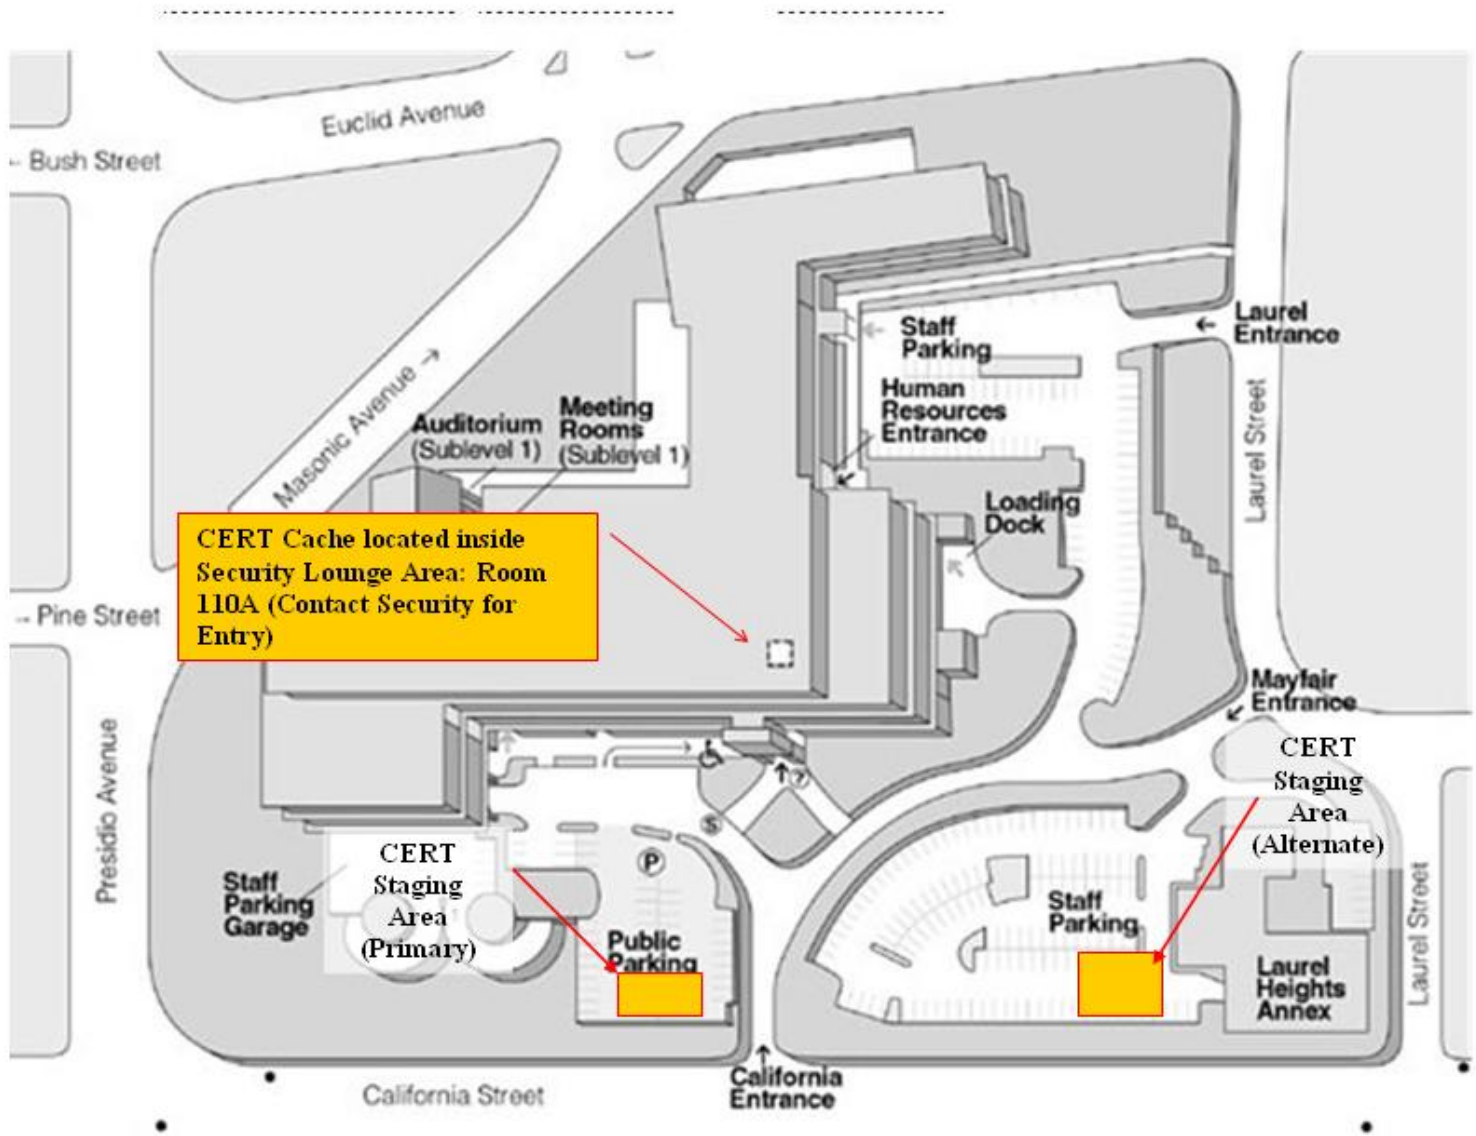 Euclid Avenue
← Bush Street
Laurel
Entrance
Staff
Parking
Human
Resources
Entrance
Masonic Avenue →
Auditorium
(Sublevel 1)
Meeting
Rooms
(Sublevel 1)
Laurel Street
Loading
Dock
CERT Cache located inside
Security Lounge Area: Room
110A (Contact Security for
Entry)
→ Pine Street
Mayfair
Entrance
CERT
Staging
Area
(Alternate)
Presidio Avenue
?
S
P
CERT
Staging
Area
(Primary)
Staff
Parking
Garage
Public
Parking
Staff
Parking
Laurel
Heights
Annex
Laurel Street
California
Entrance
California Street